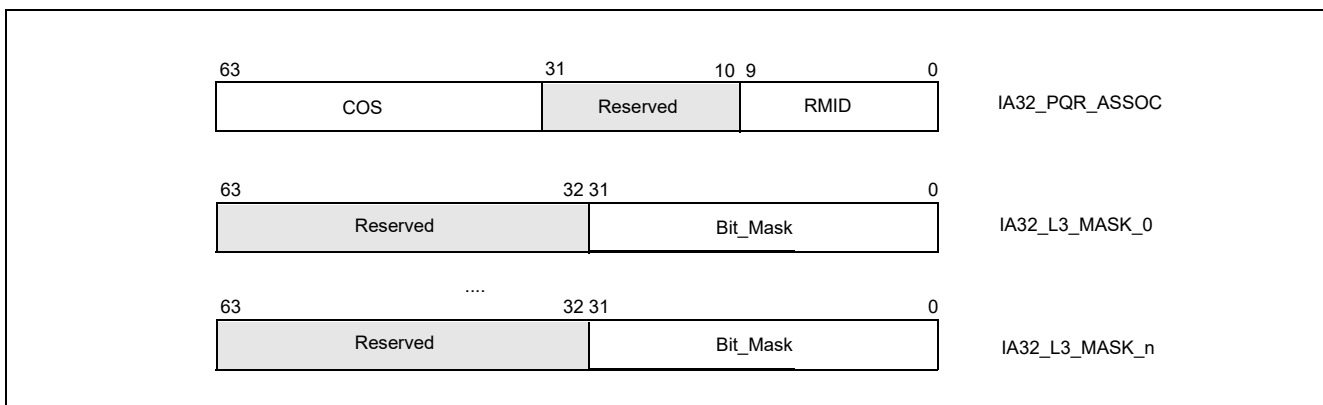 63 31 10 9 0
COS Reserved RMID IA32_PQR_ASSOC
63 32 31 0
Reserved Bit_Mask IA32_L3_MASK_0
....
63 32 31 0
Reserved Bit_Mask IA32_L3_MASK_n